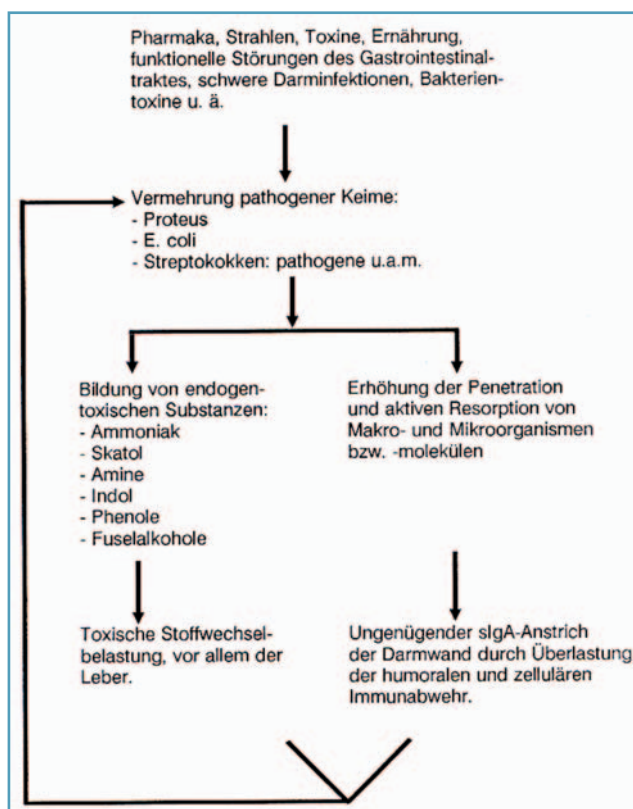 Pharmaka, Strahlen, Toxine, Ernährung,
funktionelle Störungen des Gastrointestinal-
traktes, schwere Darminfektionen, Bakterien-
toxine u. ä.
Vermehrung pathogener Keime:
- Proteus
- E. coli
- Streptokokken: pathogene u.a.m.
Bildung von endogen-
toxischen Substanzen:
- Ammoniak
- Skatol
- Amine
- Indol
- Phenole
- Fuselalkohole
Erhöhung der Penetration
und aktiven Resorption von
Makro- und Mikroorganismen
bzw. -molekülen
Toxische Stoffwechsel-
belastung, vor allem der
Leber.
Ungenügender sIgA-Anstrich
der Darmwand durch Überlastung
der humoralen und zellulären
Immunabwehr.